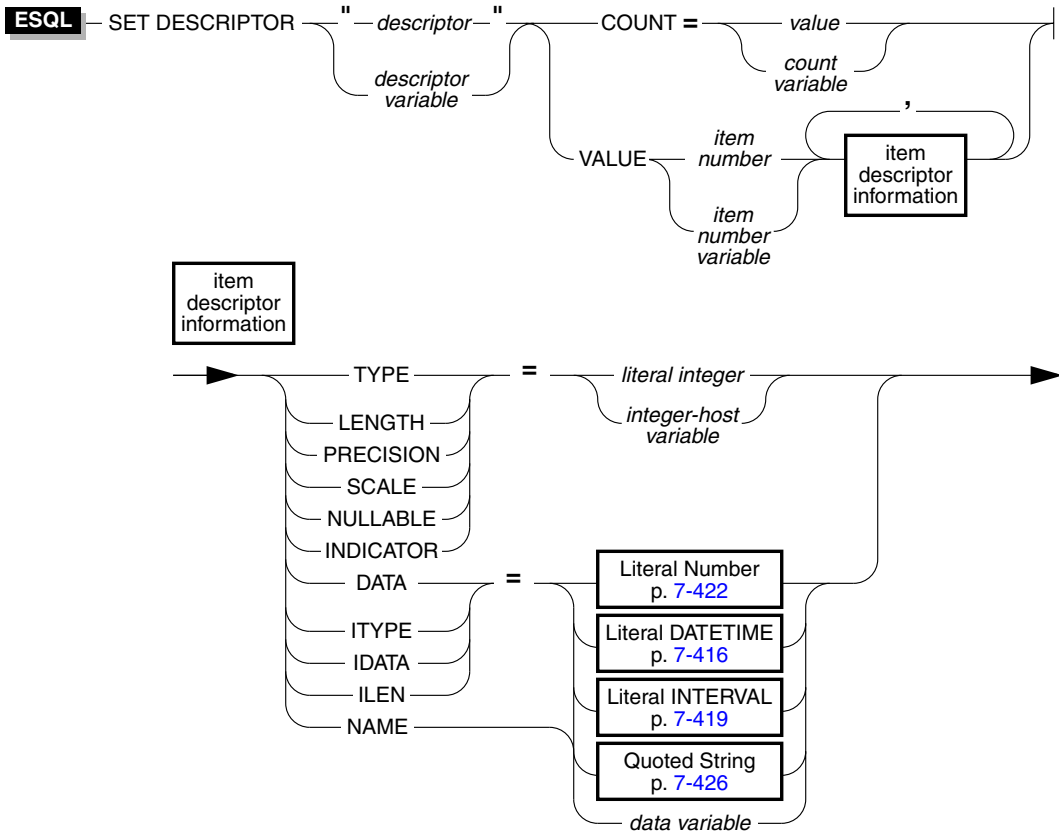 ESQL SET DESCRIPTOR " descriptor " COUNT = value
descriptor
variable
count
variable
,
VALUE
item
number
item
descriptor
information
item
number
variable
item
descriptor
information
TYPE = literal integer
LENGTH
integer-host
variable
PRECISION
SCALE
NULLABLE
INDICATOR
DATA =
Literal Number
p. 7-422
ITYPE
Literal DATETIME
p. 7-416
IDATA
ILEN
Literal INTERVAL
p. 7-419
NAME
Quoted String
p. 7-426
data variable